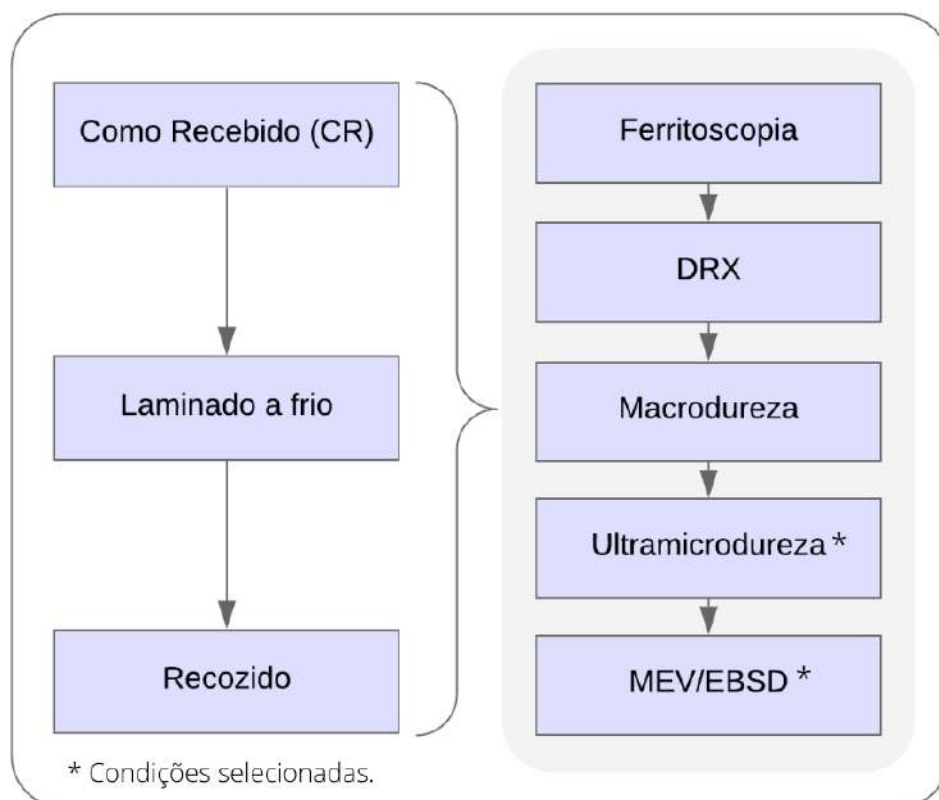 Como Recebido (CR)
Laminado a frio
Recozido
* Condições selecionadas.
Ferritoscopia
DRX
Macrodureza
Ultramicrodureza *
MEV/EBSD *